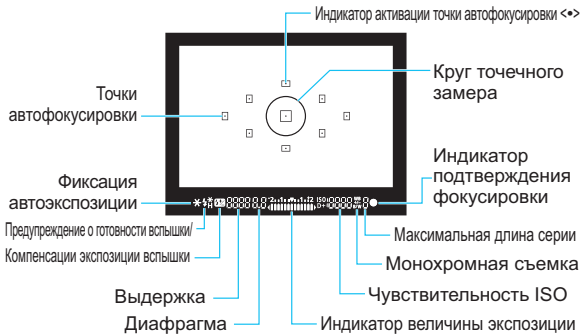 Индикатор активации точки автофокусировки <•>
Круг точечного
замера
Точки
автофокусировки
Индикатор
подтверждения
фокусировки
Фиксация
автоэкспозиции
Предупреждение о готовности вспышки/
Компенсации экспозиции вспышки
Максимальная длина серии
Монохромная съемка
Выдержка
Чувствительность ISO
Диафрагма
Индикатор величины экспозиции